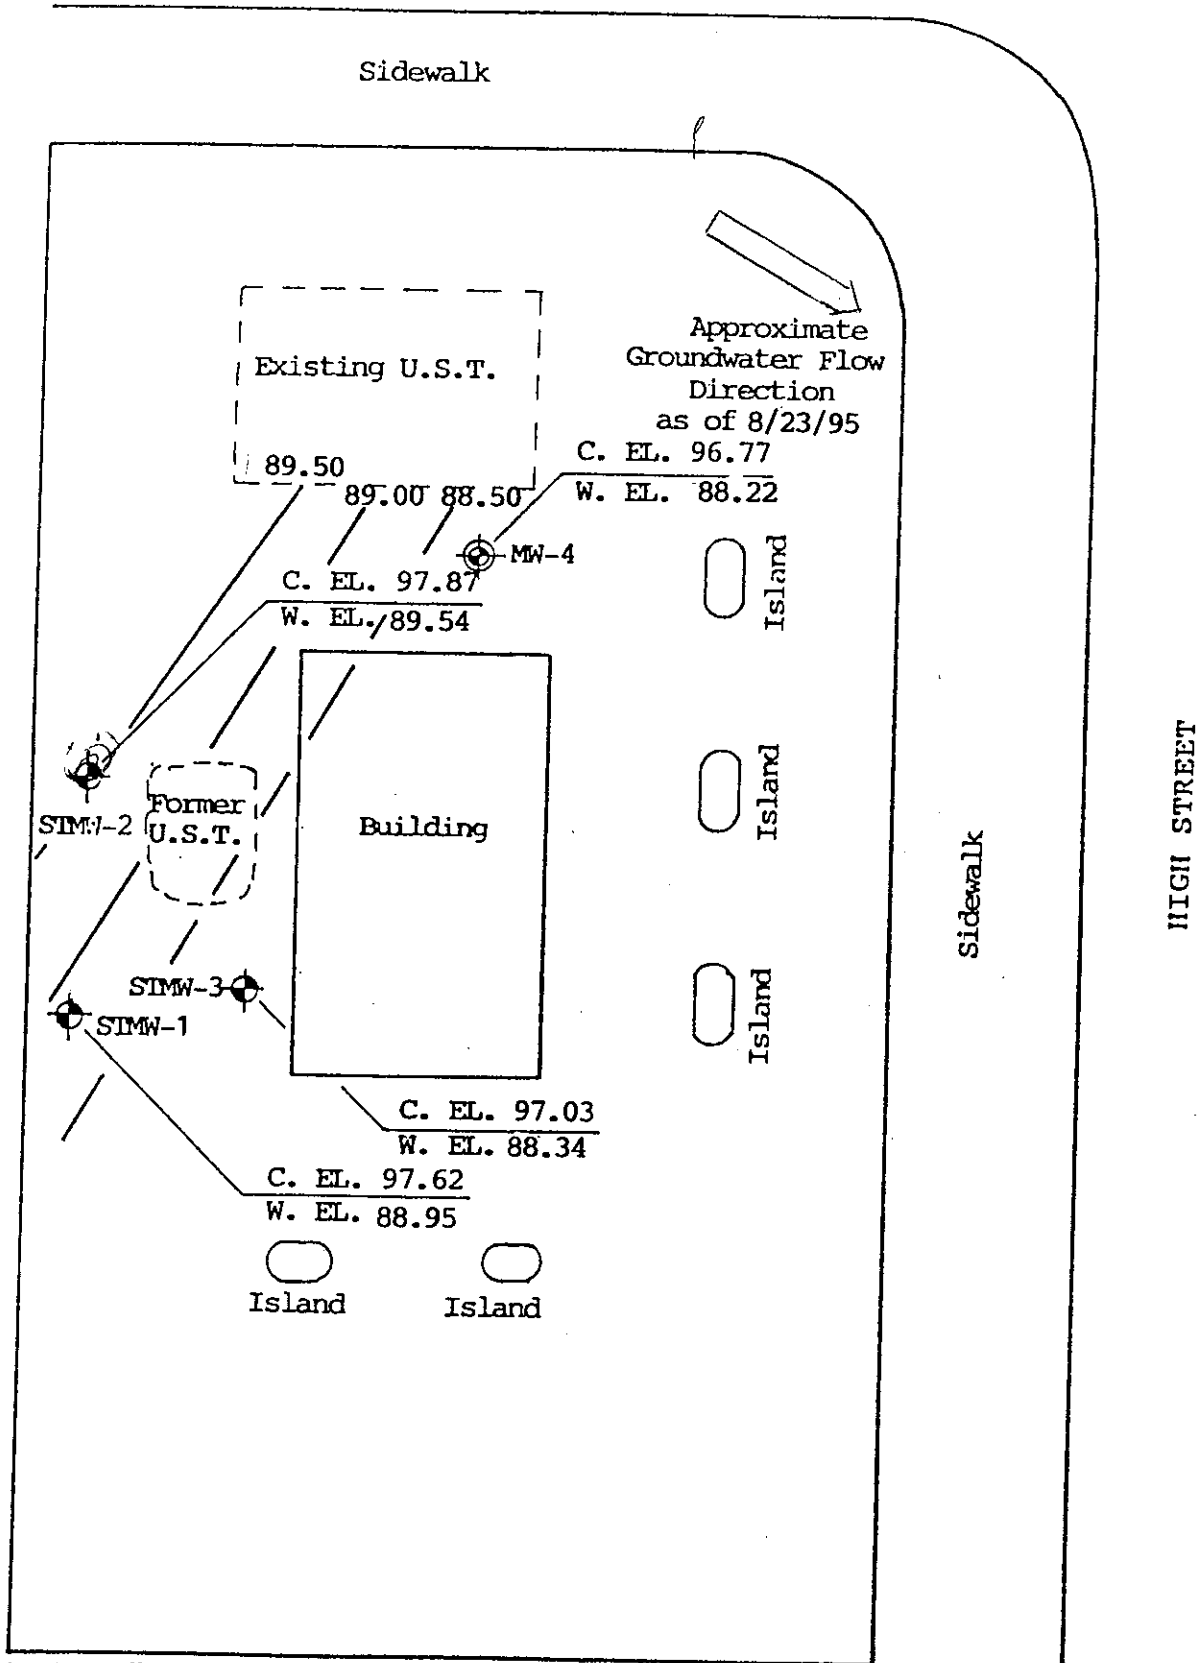 Sidewalk
Existing U.S.T.
Approximate
Groundwater Flow
Direction
as of 8/23/95
89.50
89.00 88.50
C. EL. 96.77
W. EL. 88.22
MW-4
C. EL. 97.87
W. EL. 89.54
Island
STMW-2
Former
U.S.T.
Building
Island
Sidewalk
HIGH STREET
STMW-3
STMW-1
Island
C. EL. 97.03
W. EL. 88.34
C. EL. 97.62
W. EL. 88.95
Island
Island